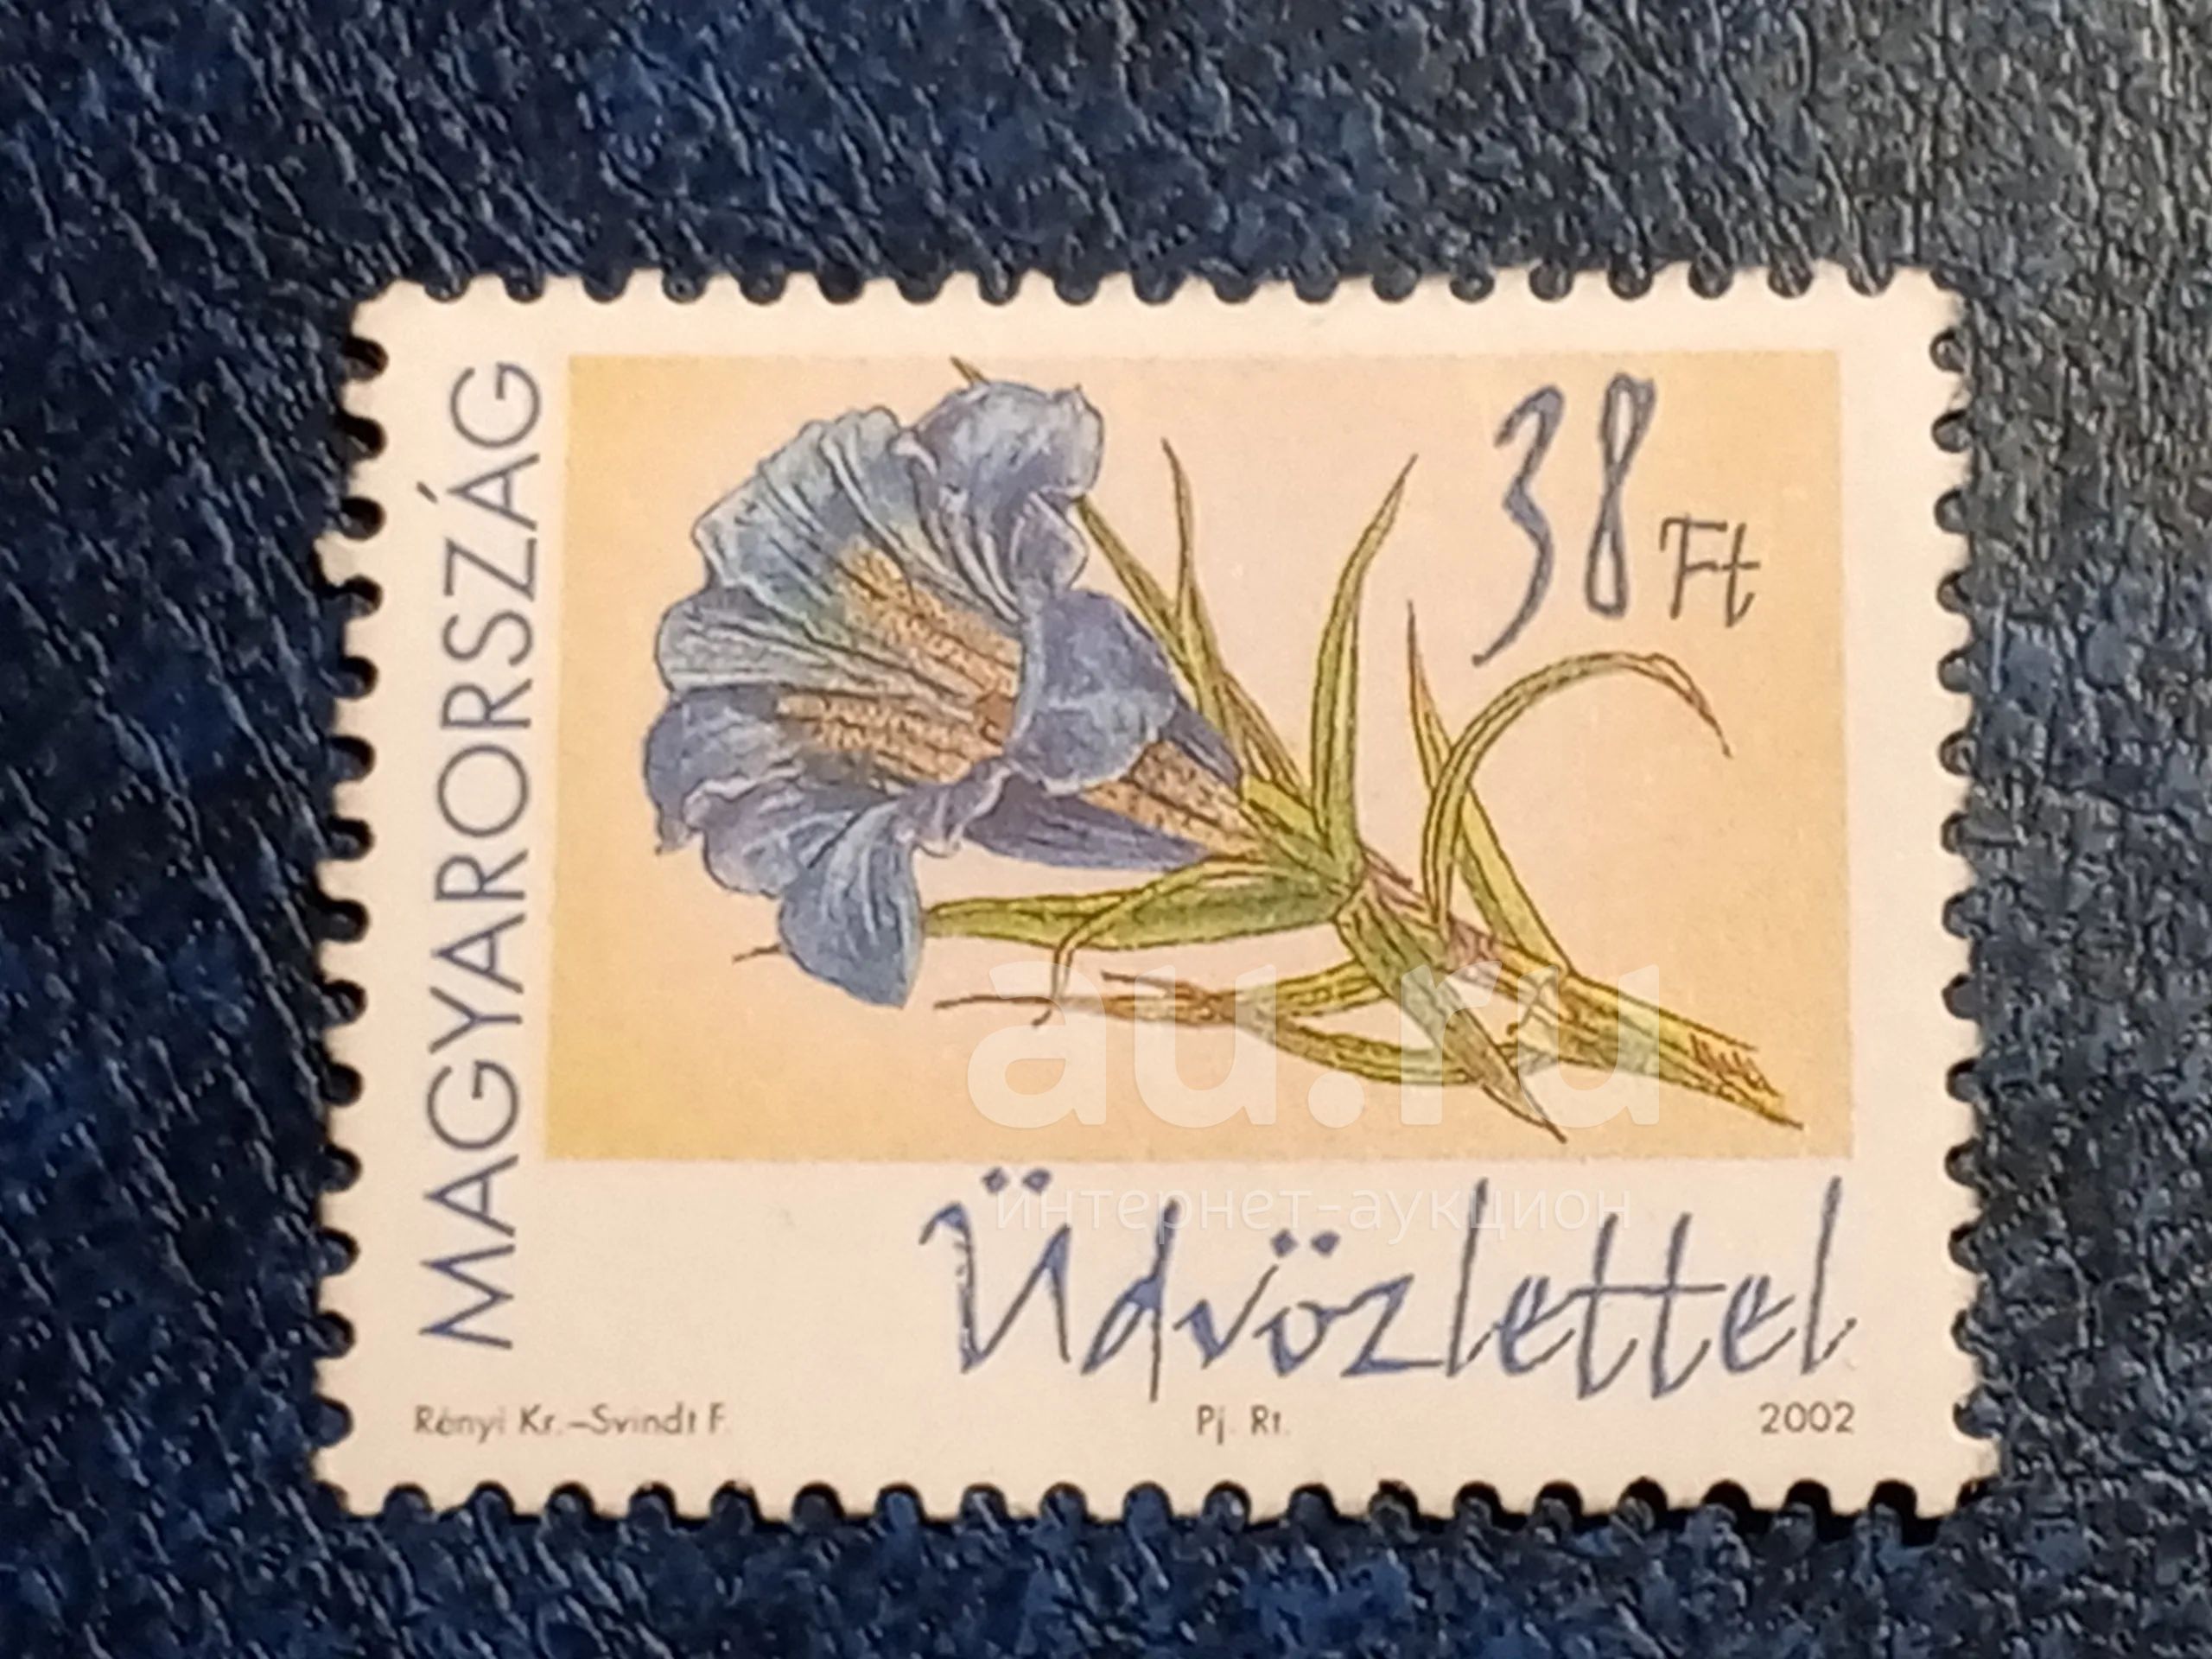 MAGYARORSZÁG
38 Ft
au.ru
интернет-аукцион
Üdvözlettel
Rényi Kr.–Svindt F. Pj. Rt. 2002